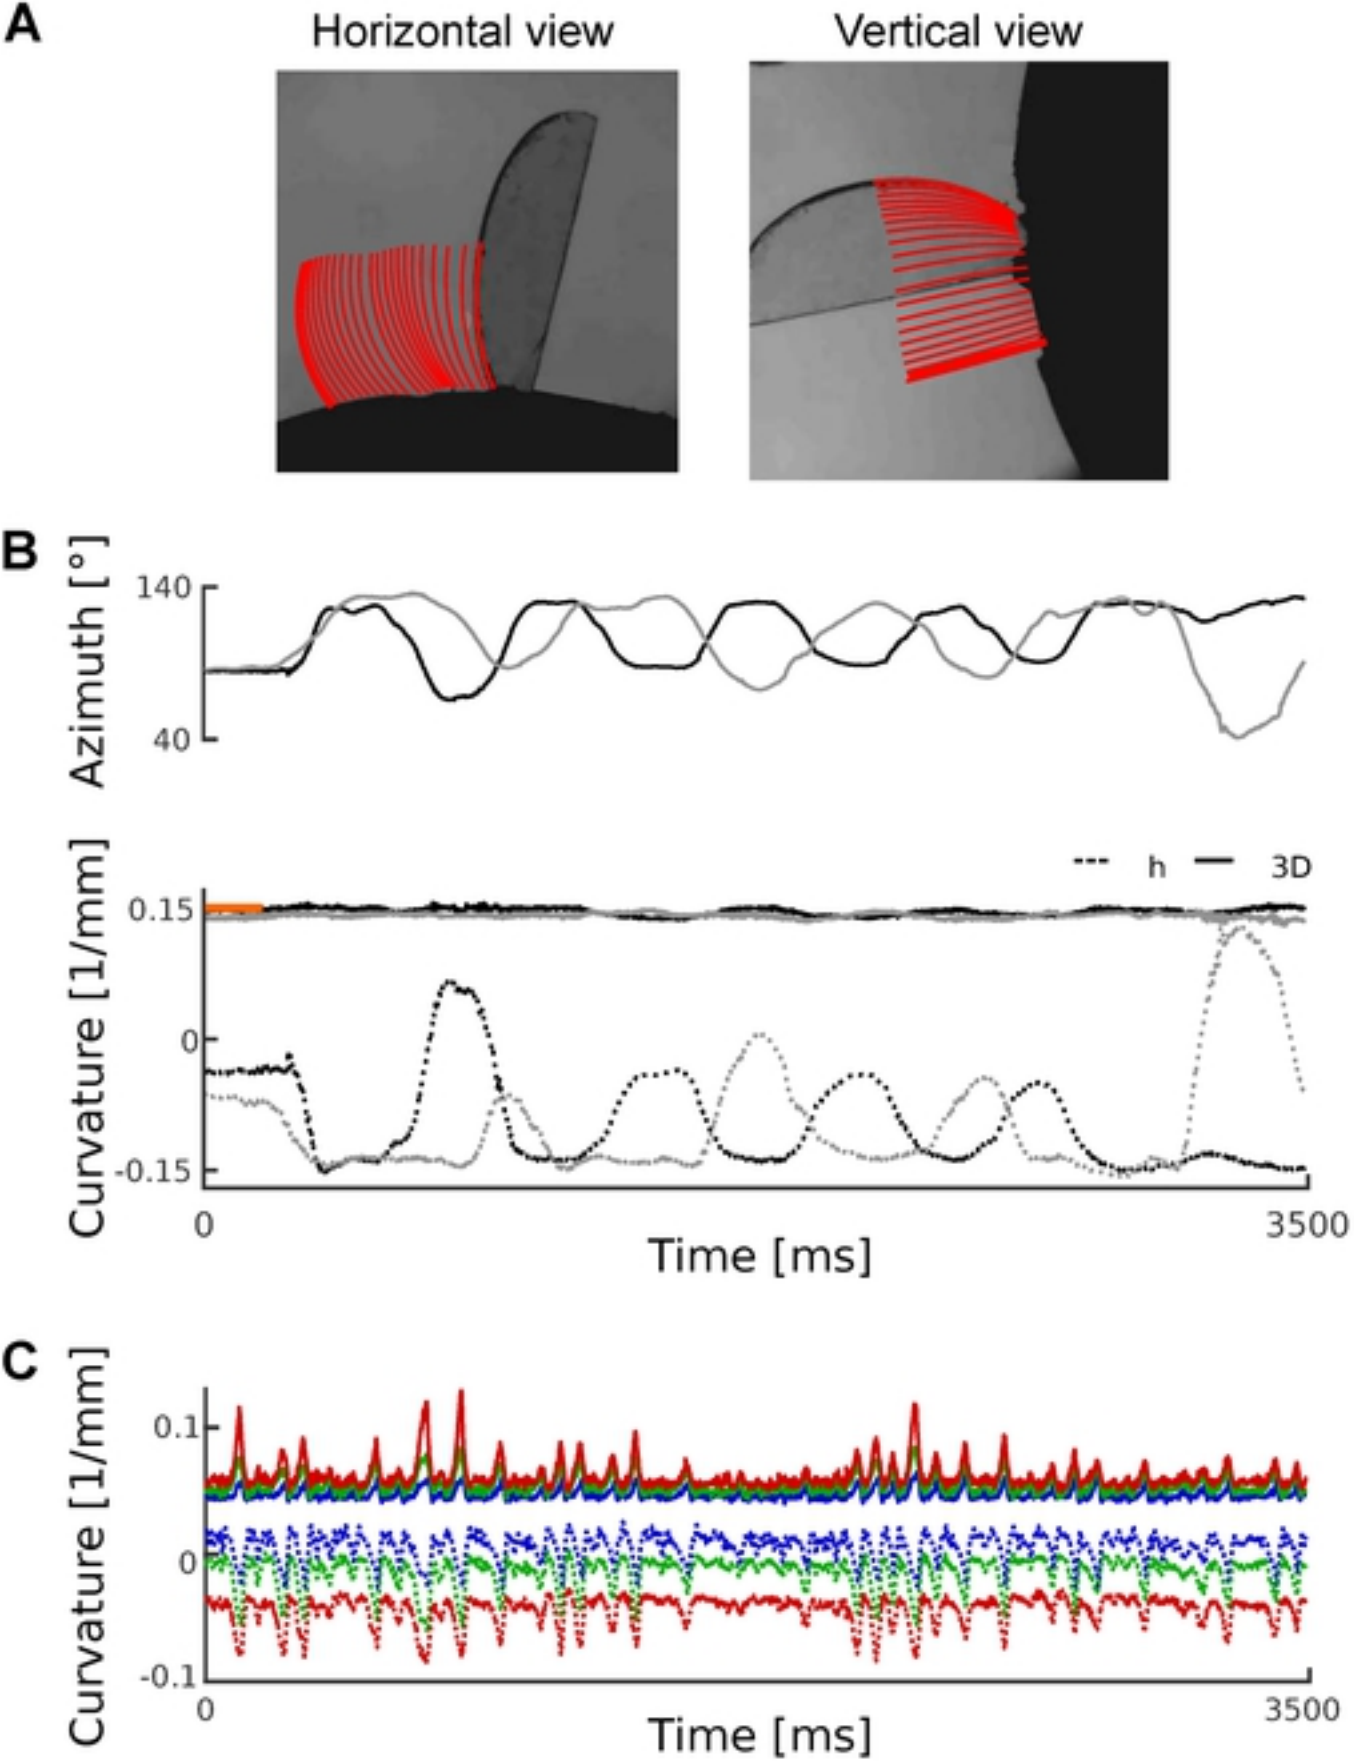 A
Horizontal view
Vertical view
B
Azimuth [°]
140
40
Curvature [1/mm]
h
3D
0.15
0
-0.15
0
3500
Time [ms]
C
Curvature [1/mm]
0.1
0
-0.1
0
3500
Time [ms]